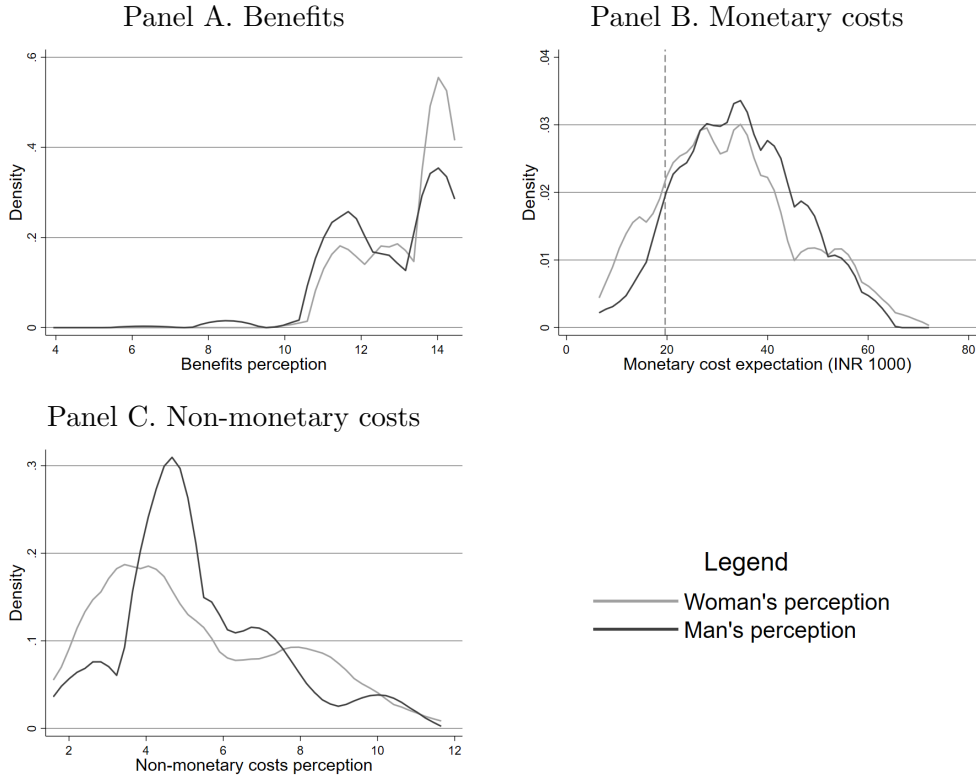 Panel A. Benefits
.6
.4
.2
0
Density
4 6 8 10 12 14
Benefits perception
Panel B. Monetary costs
.04
.03
.02
.01
0
Density
0 20 40 60 80
Monetary cost expectation (INR 1000)
Panel C. Non-monetary costs
.3
.2
.1
0
Density
2 4 6 8 10 12
Non-monetary costs perception
Legend
Woman's perception
Man's perception